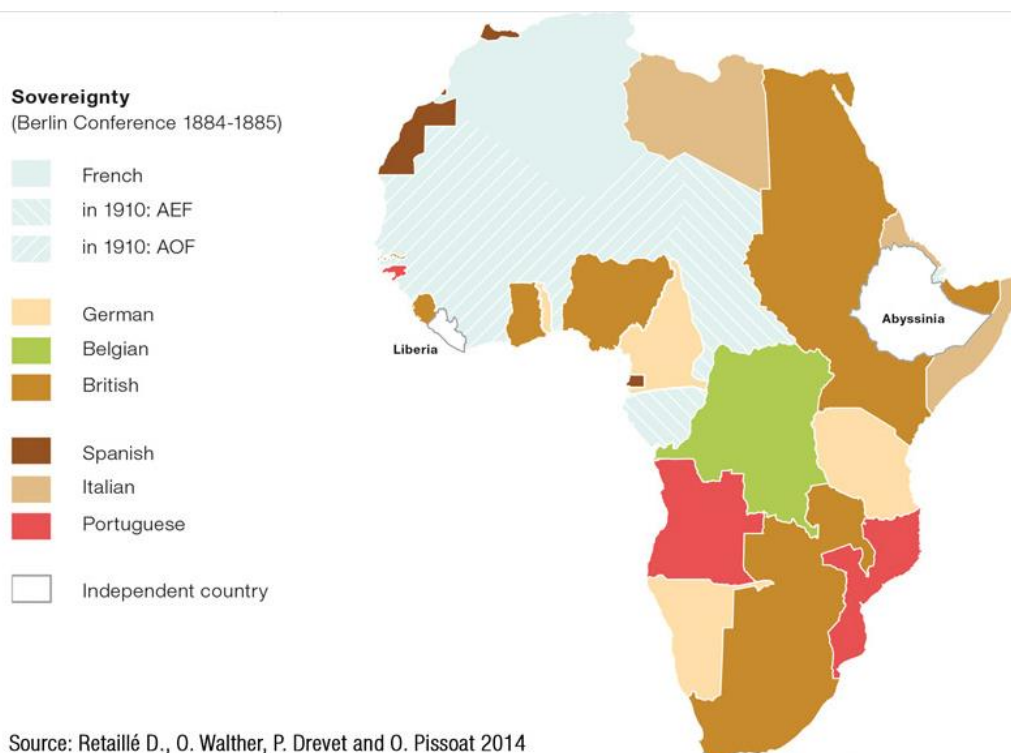 Sovereignty
(Berlin Conference 1884-1885)
French
in 1910: AEF
in 1910: AOF
German
Belgian
British
Spanish
Italian
Portuguese
Independent country
Liberia
Abyssinia
Source: Retaillé D., O. Walther, P. Drevet and O. Pissoat 2014